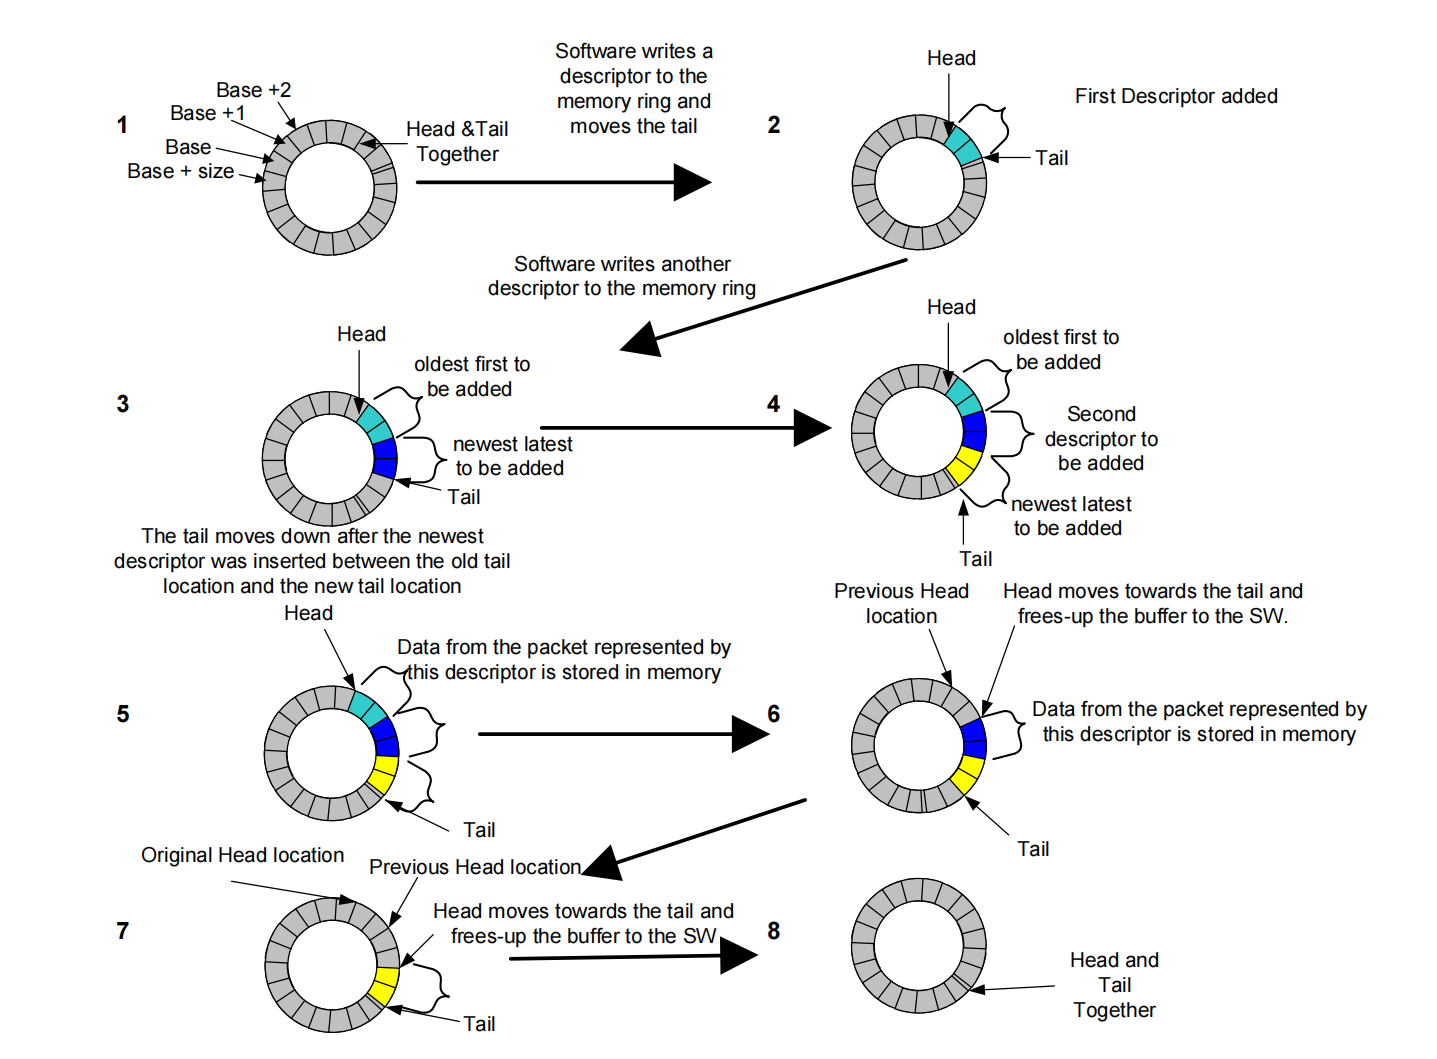 1
Base +2
Base +1
Base
Base + size
Head &Tail
Together
Software writes a
descriptor to the
memory ring and
moves the tail
2
Head
First Descriptor added
Tail
Software writes another
descriptor to the memory ring
3
Head
oldest first to
be added
newest latest
to be added
Tail
The tail moves down after the newest
descriptor was inserted between the old tail
location and the new tail location
4
Head
oldest first to
be added
Second
descriptor to
be added
newest latest
to be added
Tail
5
Head
Data from the packet represented by
this descriptor is stored in memory
Tail
6
Previous Head
location
Head moves towards the tail and
frees-up the buffer to the SW.
Data from the packet represented by
this descriptor is stored in memory
Tail
7
Original Head location
Previous Head location
Head moves towards the tail and
frees-up the buffer to the SW
Tail
8
Head and
Tail
Together